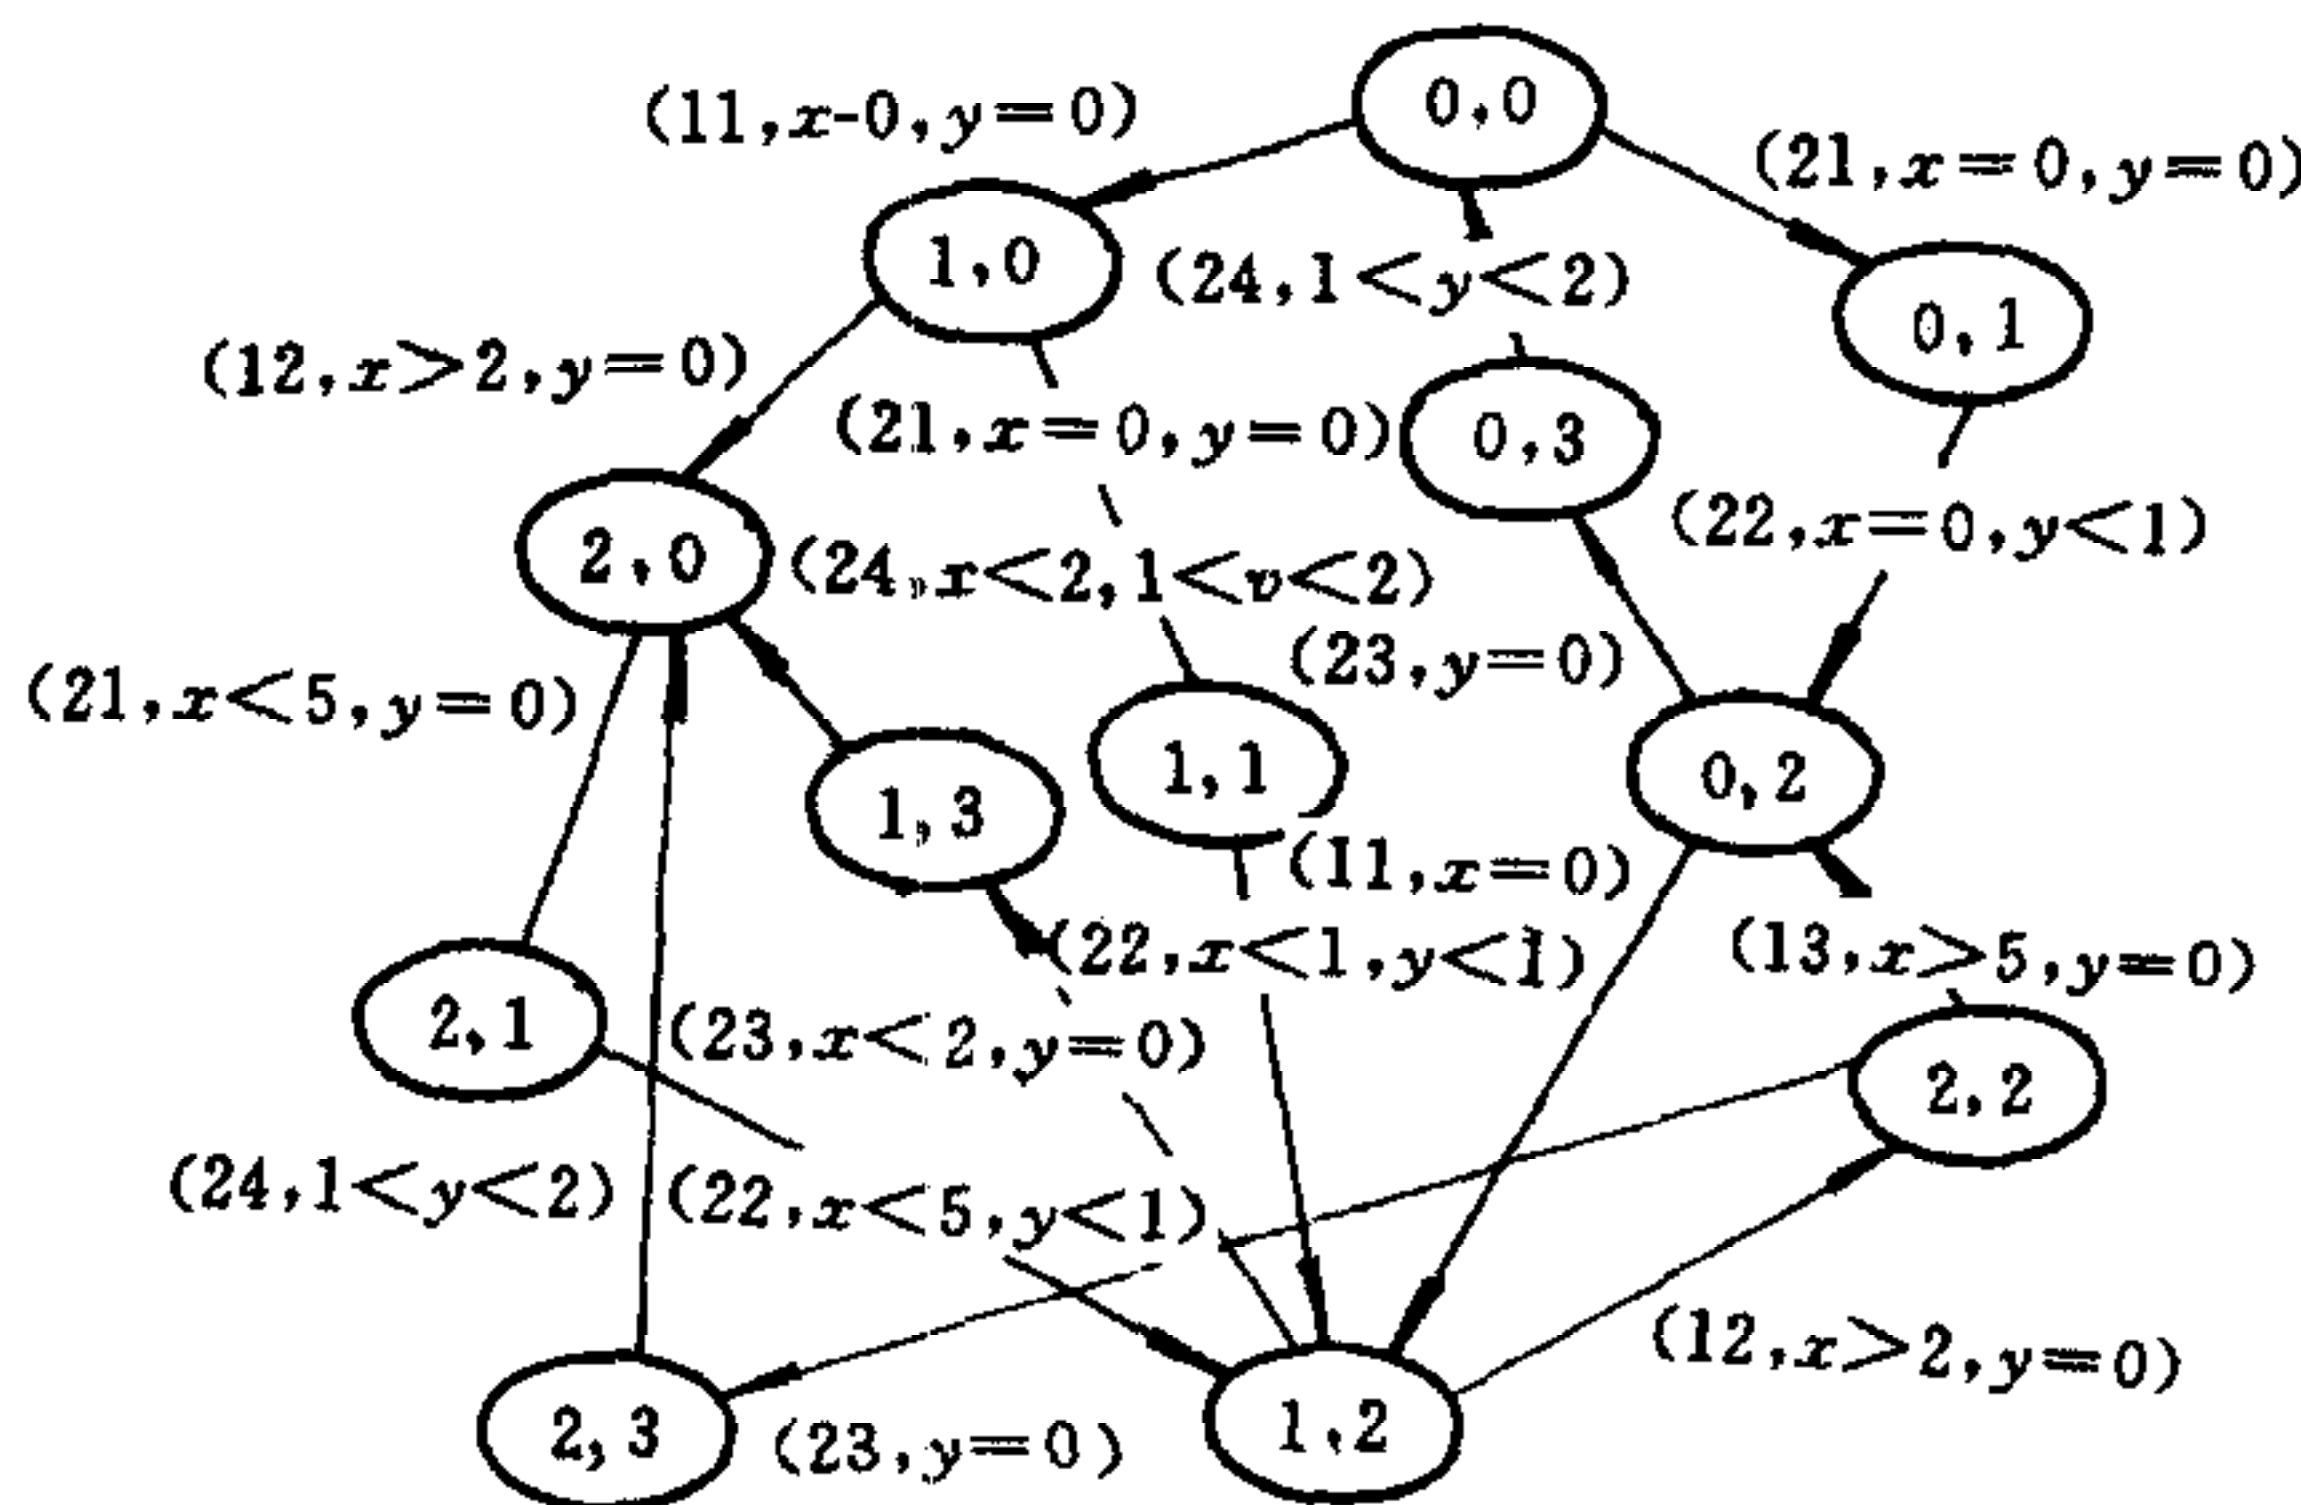 0,0
(11,x-0,y=0)
(21,x=0,y=0)
1,0
(24,1<y<2)
0,1
(12,x>2,y=0)
(21,x=0,y=0)
0,3
2,0
(24,x<2,1<v<2)
(22,x=0,y<1)
(23,y=0)
(21,x<5,y=0)
1,3
1,1
0,2
(11,x=0)
(22,x<1,y<1)
(13,x>5,y=0)
2,1
(23,x<2,y=0)
2,2
(24,1<y<2)
(22,x<5,y<1)
(12,x>2,y=0)
2,3
(23,y=0)
1,2